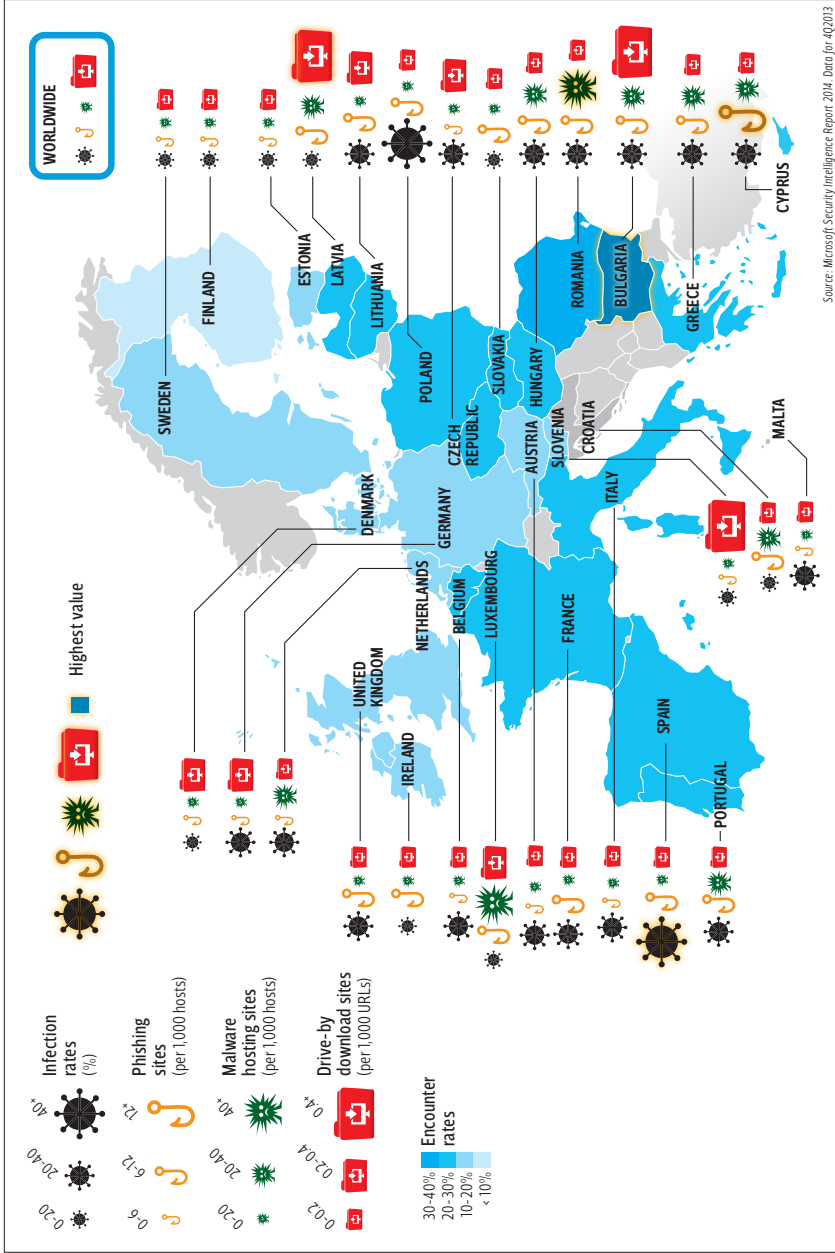 Infection
rates
(%)
0-20
20-40
40+
Phishing
sites
(per 1,000 hosts)
0-6
6-12
12+
Malware
hosting sites
(per 1,000 hosts)
0-20
20-40
40+
Drive-by
download sites
(per 1,000 URLs)
0-0.2
0.2-0.4
0.4+
Encounter
rates
30-40%
20-30%
10-20%
< 10%
Highest value
WORLDWIDE
SWEDEN
FINLAND
ESTONIA
LATVIA
LITHUANIA
POLAND
CZECH
REPUBLIC
SLOVAKIA
HUNGARY
ROMANIA
BULGARIA
GREECE
CYPRUS
DENMARK
GERMANY
NETHERLANDS
UNITED
KINGDOM
IRELAND
BELGIUM
LUXEMBOURG
AUSTRIA
FRANCE
ITALY
SPAIN
PORTUGAL
SLOVENIA
CROATIA
MALTA
Source: Microsoft Security Intelligence Report 2014. Data for 4Q2013